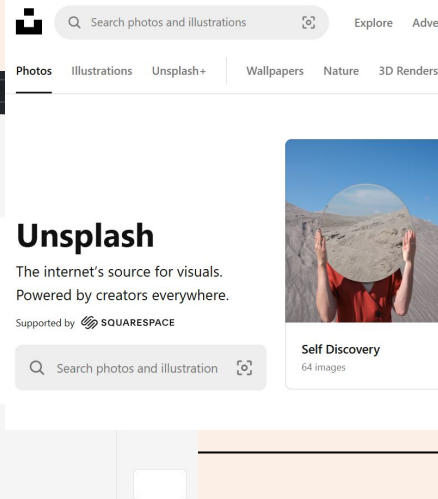 Search photos and illustrations
Explore
Photos
Illustrations
Unsplash+
Wallpapers
Nature
3D Renders
Unsplash
The internet's source for visuals.
Powered by creators everywhere.
Supported by SQUARESPACE
Search photos and illustration
Self Discovery
64 images